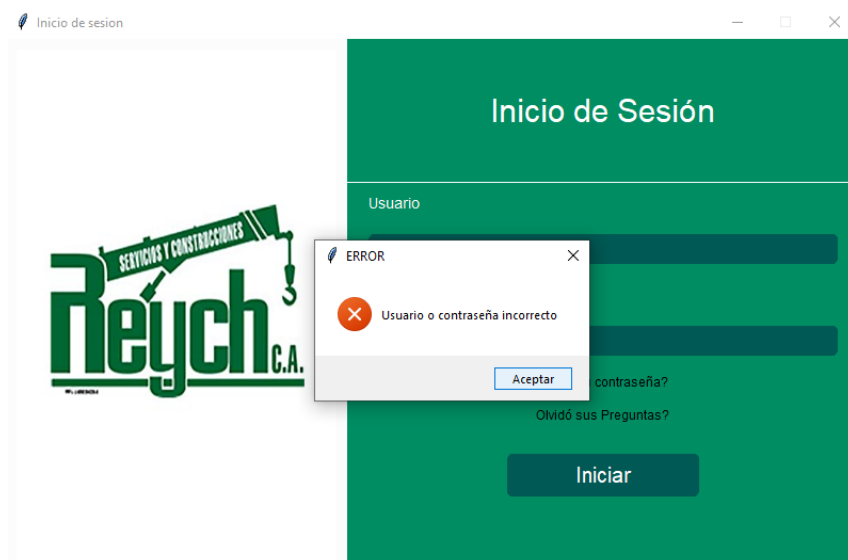 Inicio de sesion
Inicio de Sesión
Usuario
ERROR
Usuario o contraseña incorrecto
Aceptar
contraseña?
Olvidó sus Preguntas?
Iniciar
SERVICIOS Y CONSTRUCCIONES
Reych C.A.